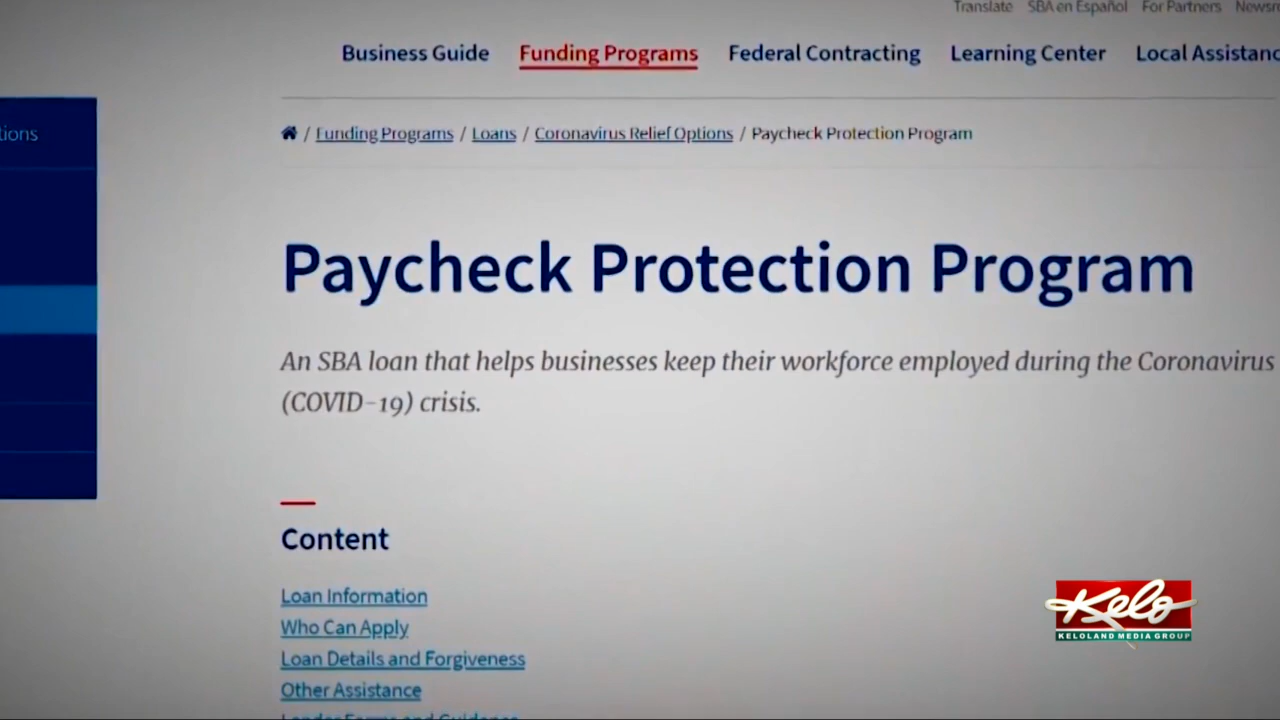 Translate SBA en Español For Partners
Business Guide Funding Programs Federal Contracting Learning Center Local
/ Funding Programs / Loans / Coronavirus Relief Options / Paycheck Protection Program
Paycheck Protection Program
An SBA loan that helps businesses keep their workforce employed during the Coronavirus
(COVID-19) crisis.
Content
Loan Information
Who Can Apply
Loan Details and Forgiveness
Other Assistance
Kelo
KELOLAND MEDIA GROUP